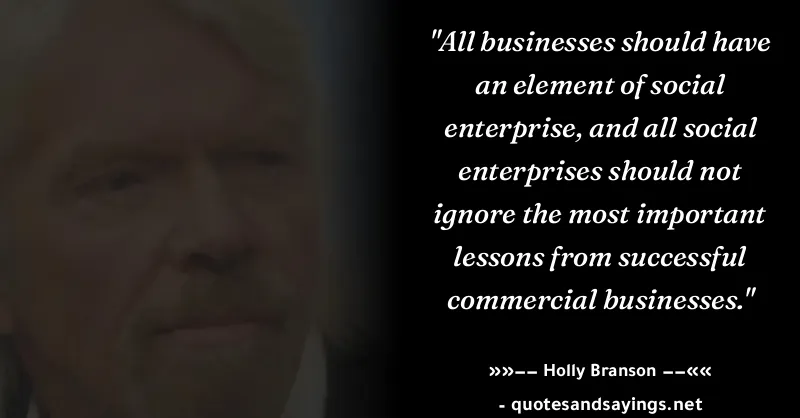 "All businesses should have
an element of social
enterprise, and all social
enterprises should not
ignore the most important
lessons from successful
commercial businesses."
»»−− Holly Branson −−««
- quotesandsayings.net